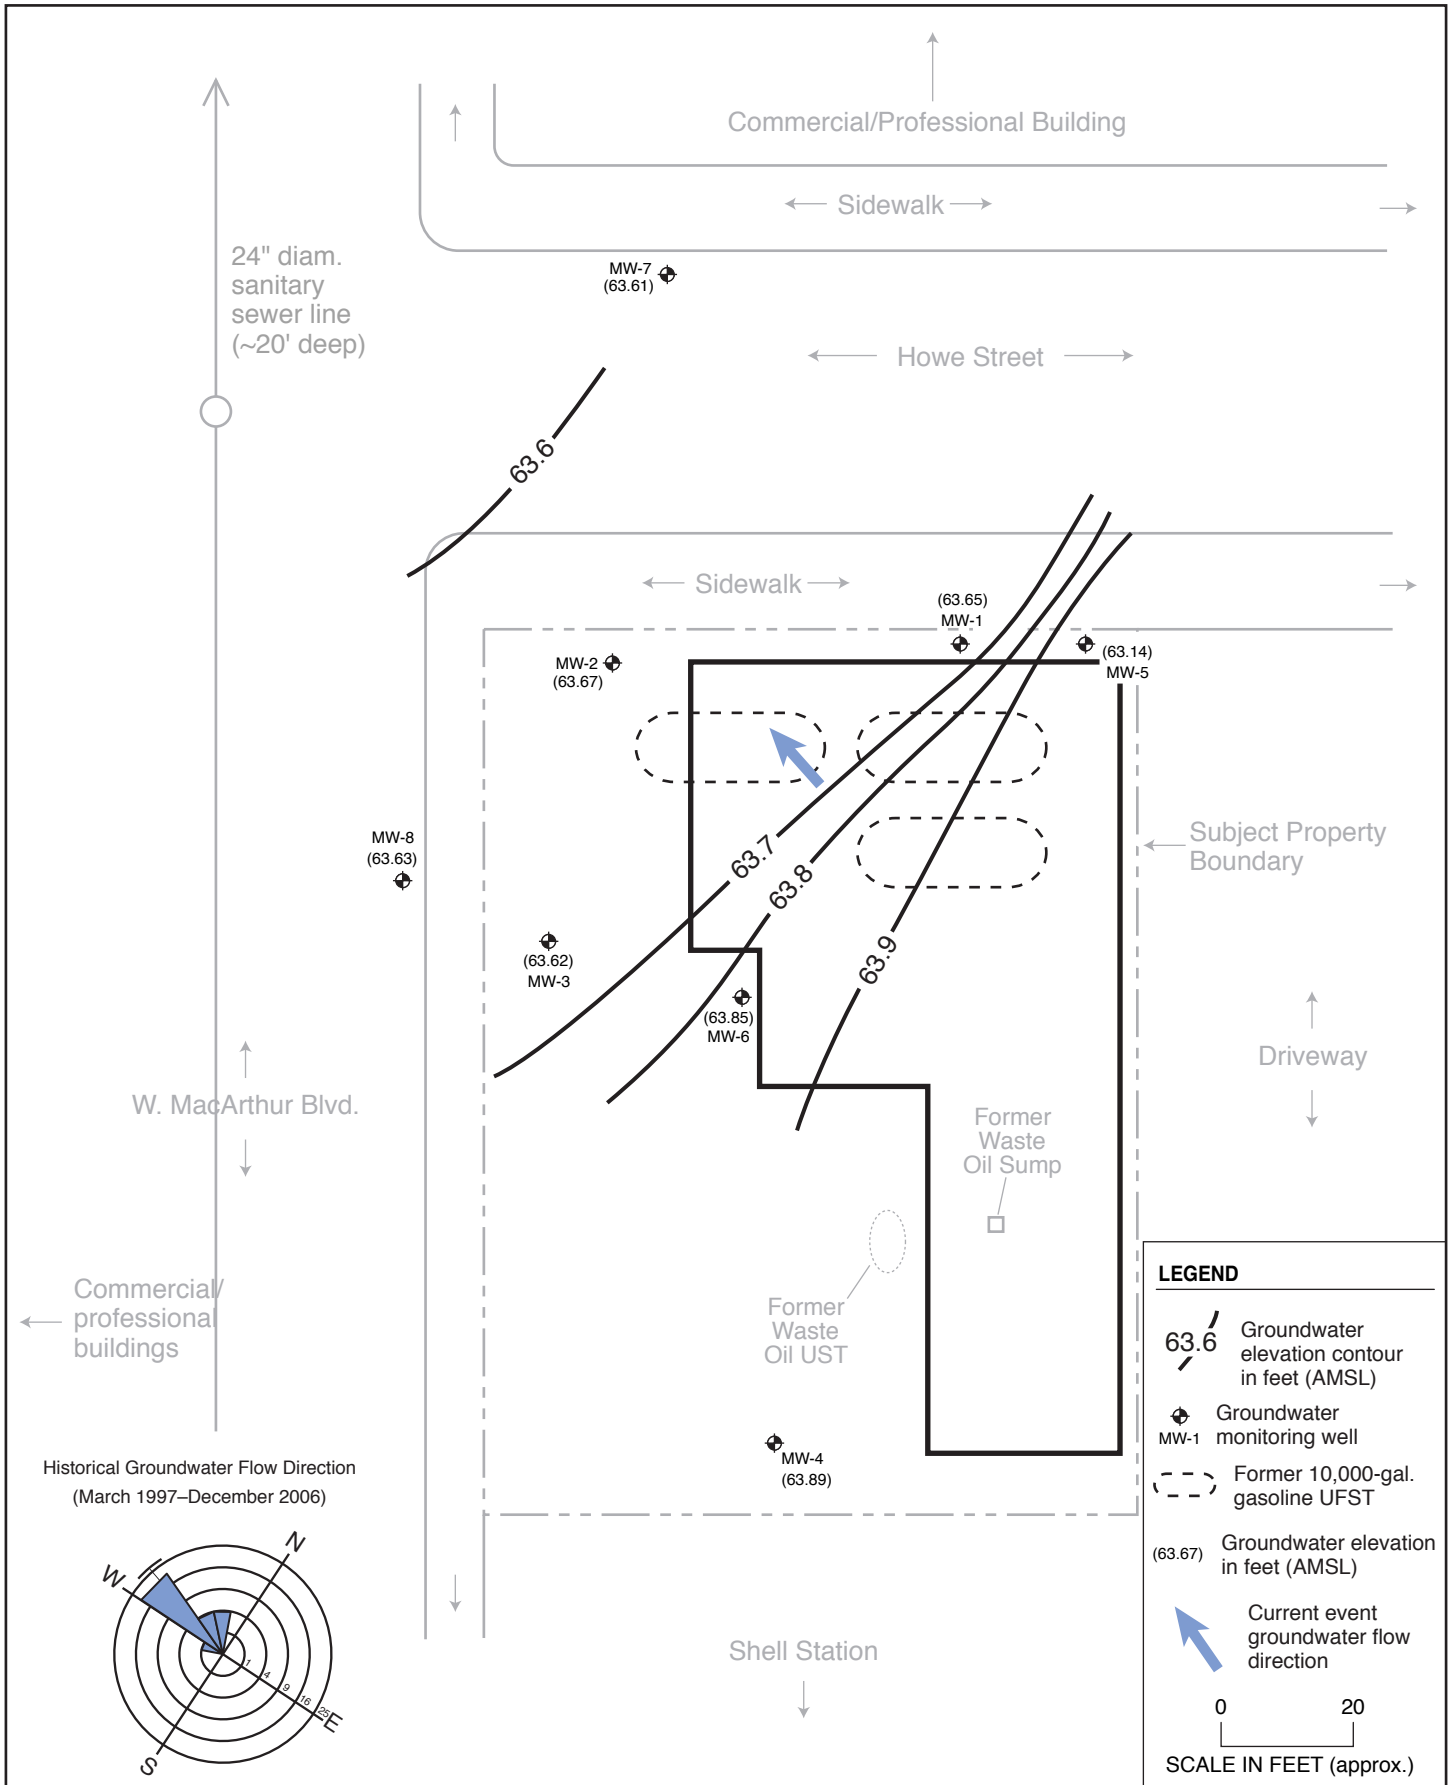 Commercial/Professional Building
Sidewalk
24" diam.
sanitary
sewer line
(~20' deep)
MW-7
(63.61)
Howe Street
63.6
Sidewalk
(63.65)
MW-1
MW-2
(63.67)
(63.14)
MW-5
MW-8
(63.63)
63.7
63.8
63.9
Subject Property
Boundary
(63.62)
MW-3
(63.85)
MW-6
Driveway
W. MacArthur Blvd.
Former
Waste
Oil Sump
Commercial/
professional
buildings
Former
Waste
Oil UST
MW-4
(63.89)
Shell Station
Historical Groundwater Flow Direction
(March 1997–December 2006)
N
W
1
4
9
16
25
E
S
LEGEND
63.6
Groundwater
elevation contour
in feet (AMSL)
MW-1
Groundwater
monitoring well
Former 10,000-gal.
gasoline UFST
(63.67)
Groundwater elevation
in feet (AMSL)
Current event
groundwater flow
direction
0 20
SCALE IN FEET (approx.)